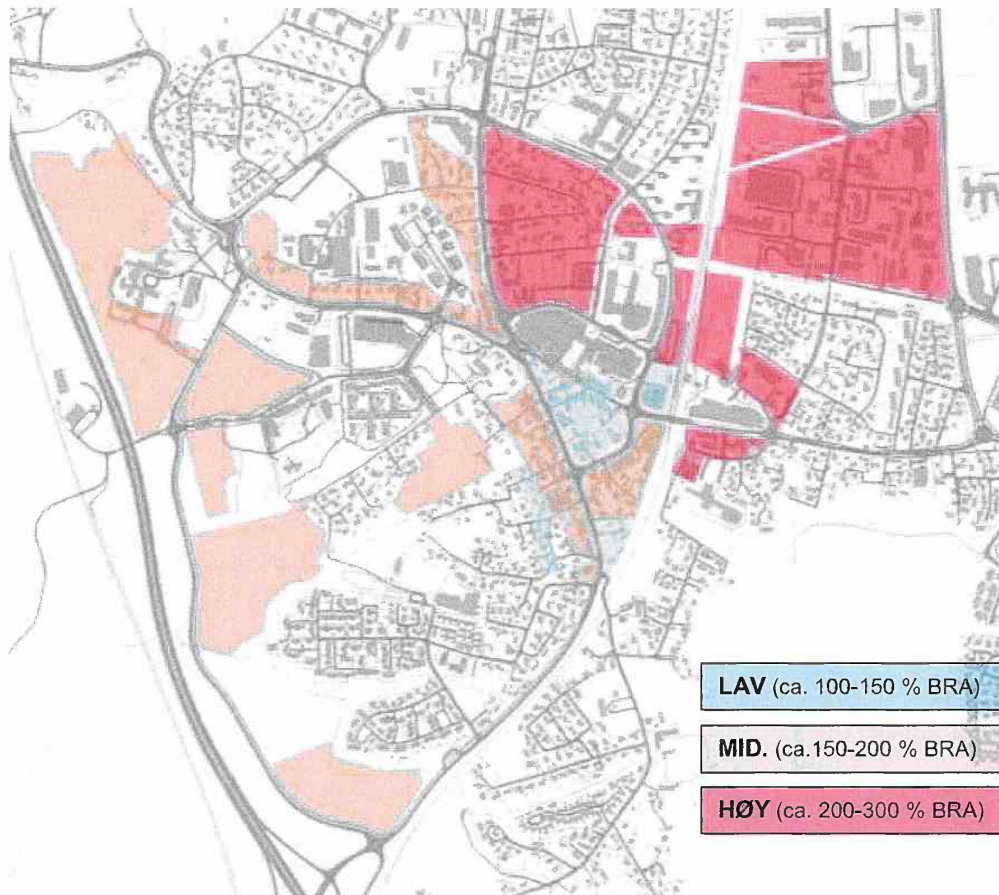 LAV (ca. 100-150 % BRA)
MID. (ca.150-200 % BRA)
HØY (ca. 200-300 % BRA)